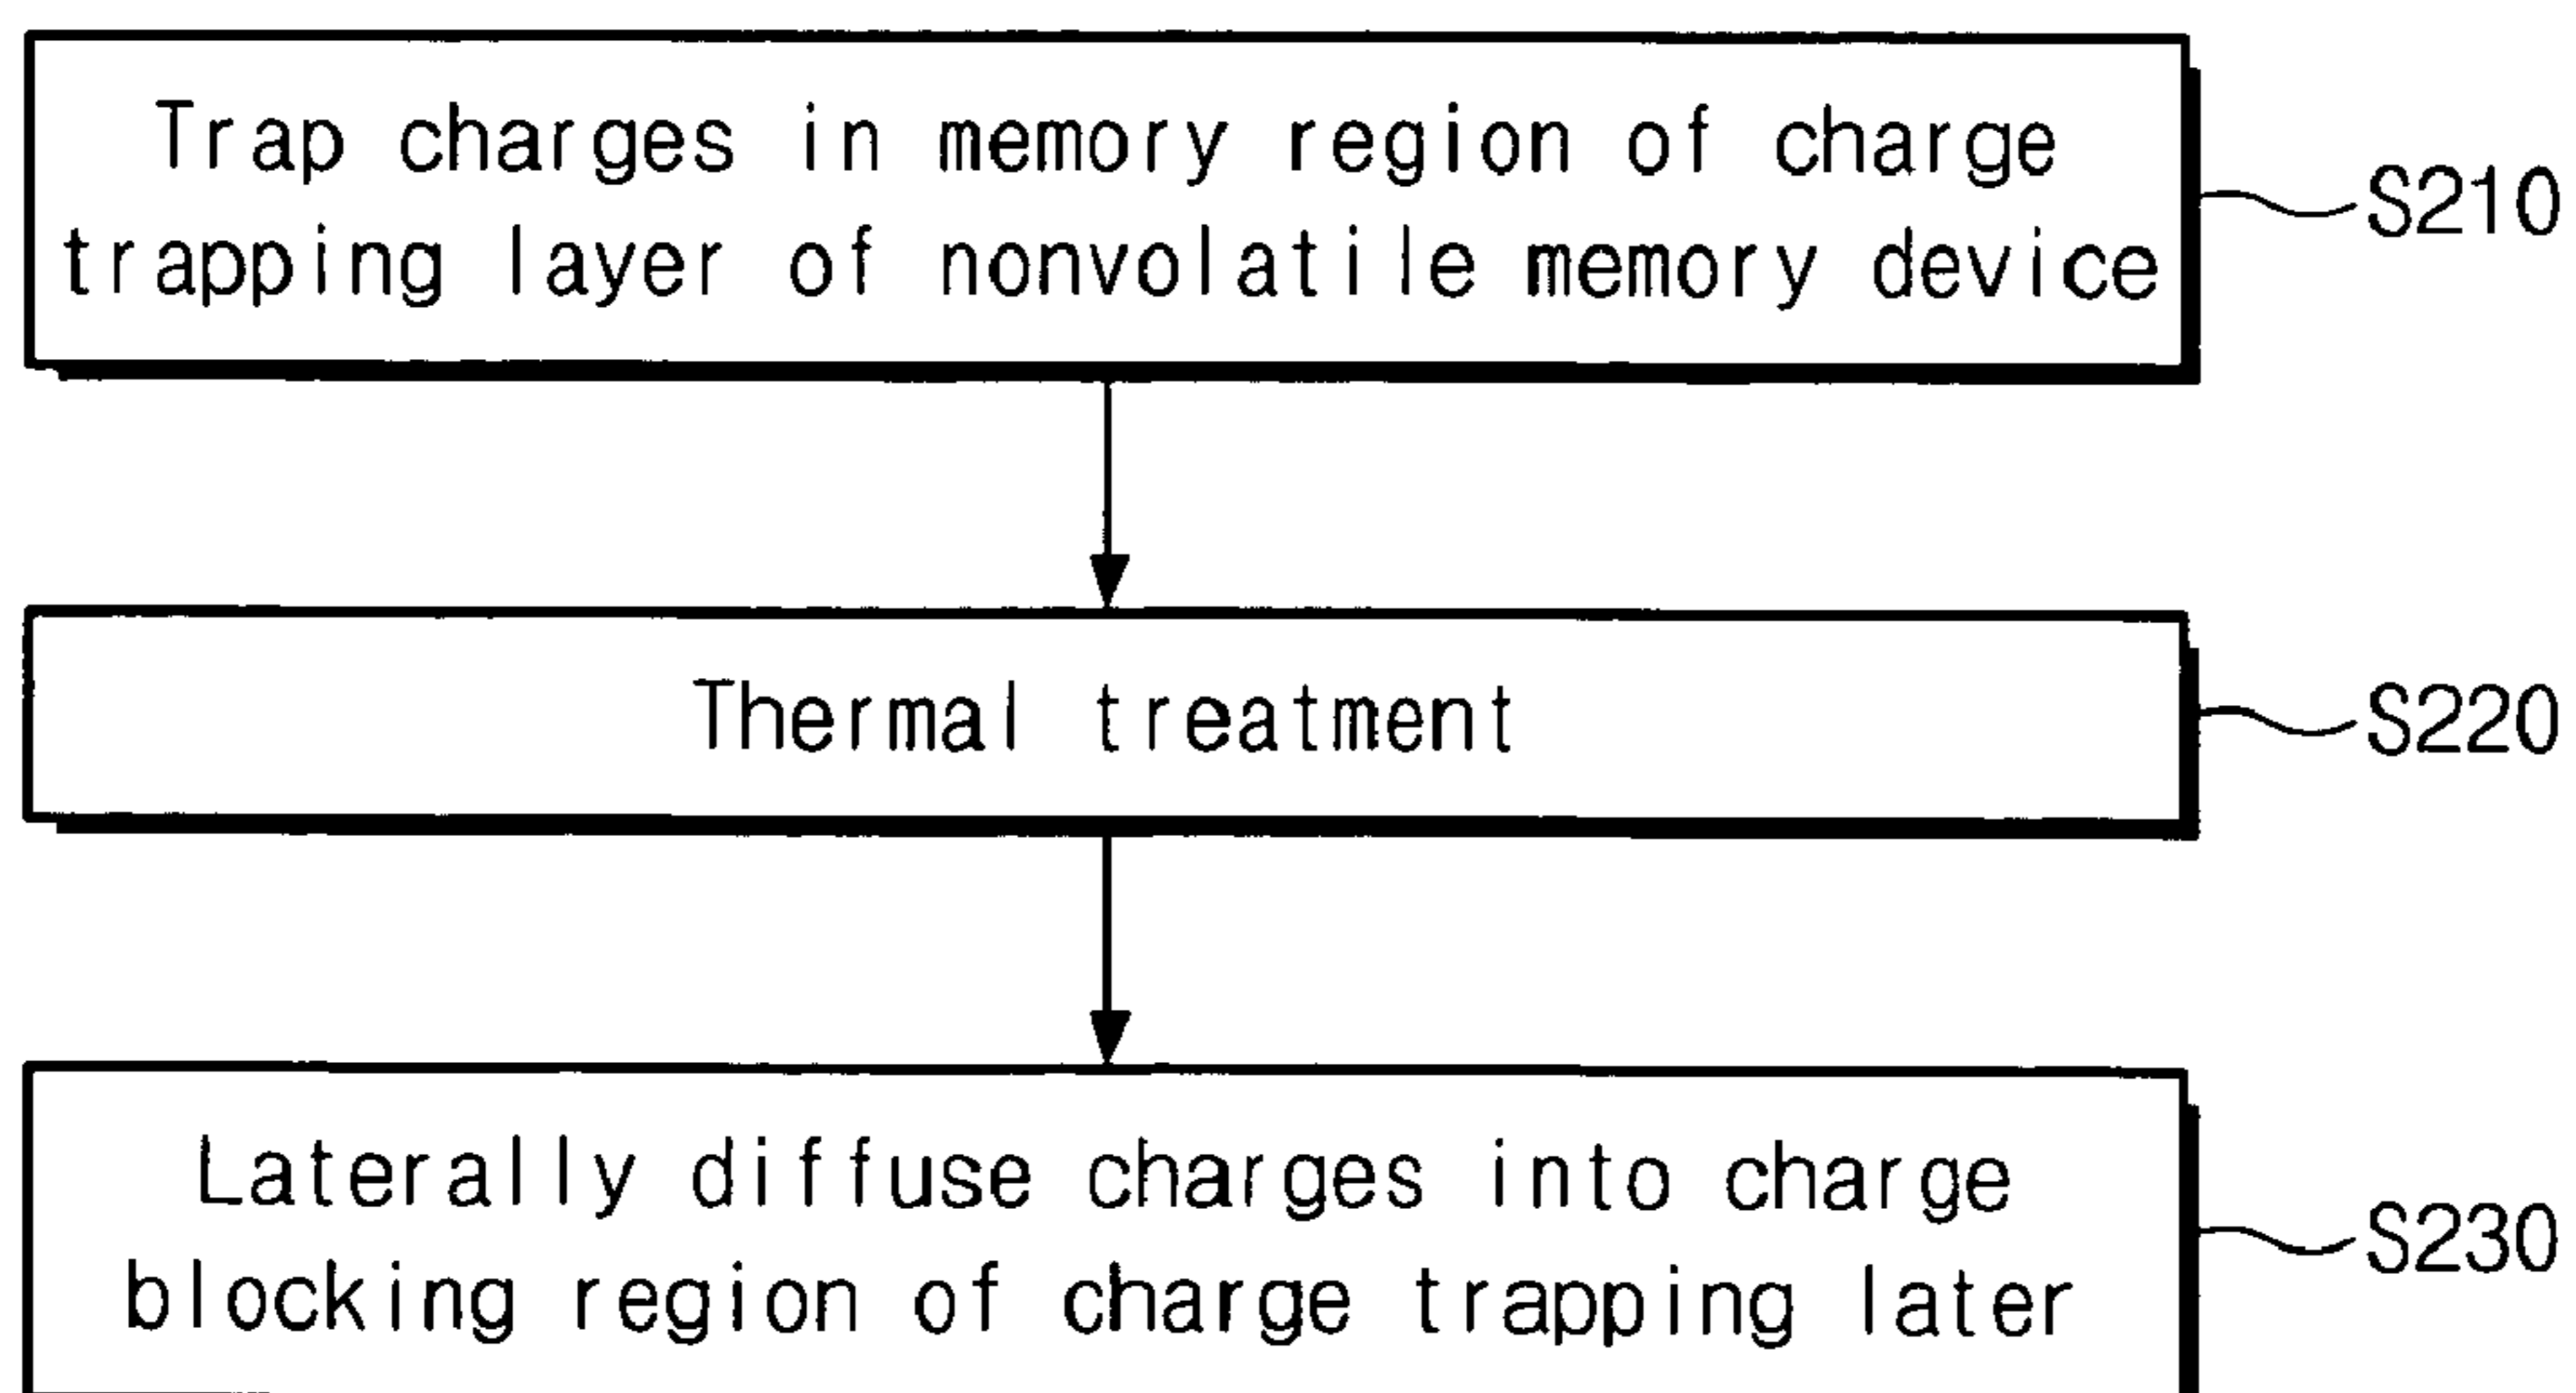 Trap charges in memory region of charge
trapping layer of nonvolatile memory device
S210
Thermal treatment
S220
Laterally diffuse charges into charge
blocking region of charge trapping later
S230